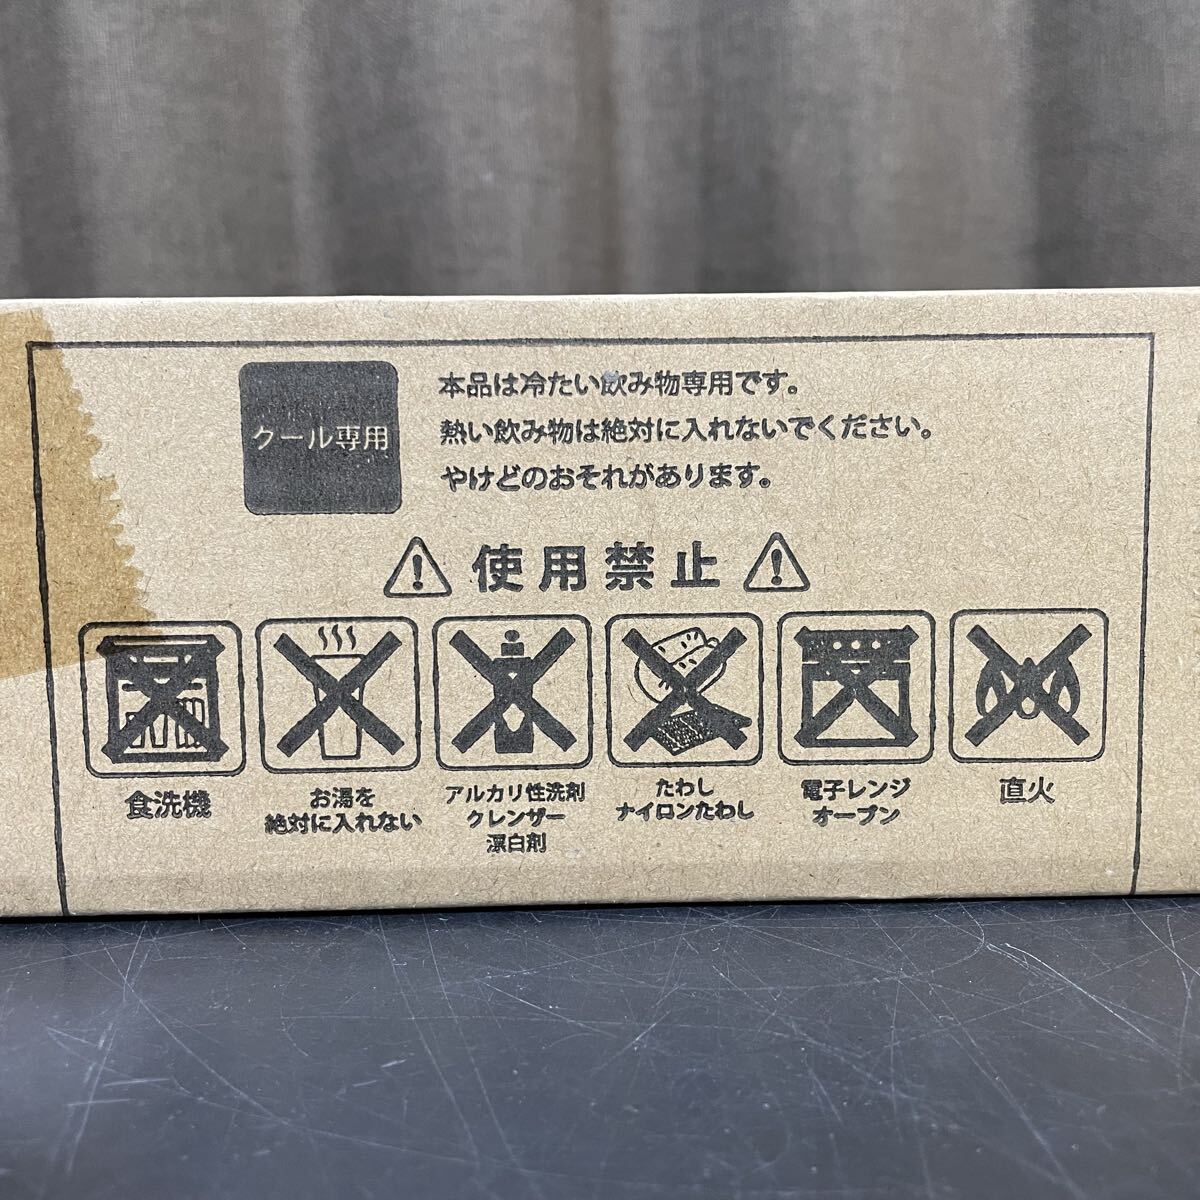 クール専用
本品は冷たい飲み物専用です。
熱い飲み物は絶対に入れないでください。
やけどのおそれがあります。
使用禁止
食洗機
お湯を
絶対に入れない
アルカリ性洗剤
クレンザー
漂白剤
たわし
ナイロンたわし
電子レンジ
オーブン
直火